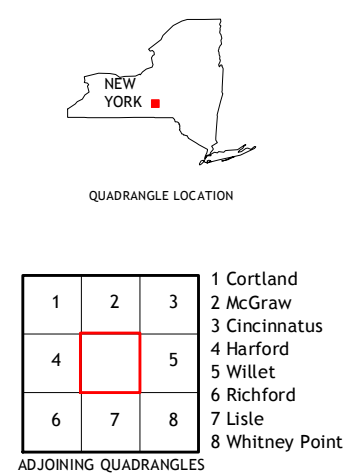 NEW
YORK
QUADRANGLE LOCATION
1 2 3
4 5
6 7 8
ADJOINING QUADRANGLES
1 Cortland
2 McGraw
3 Cincinnatus
4 Harford
5 Willet
6 Richford
7 Lisle
8 Whitney Point